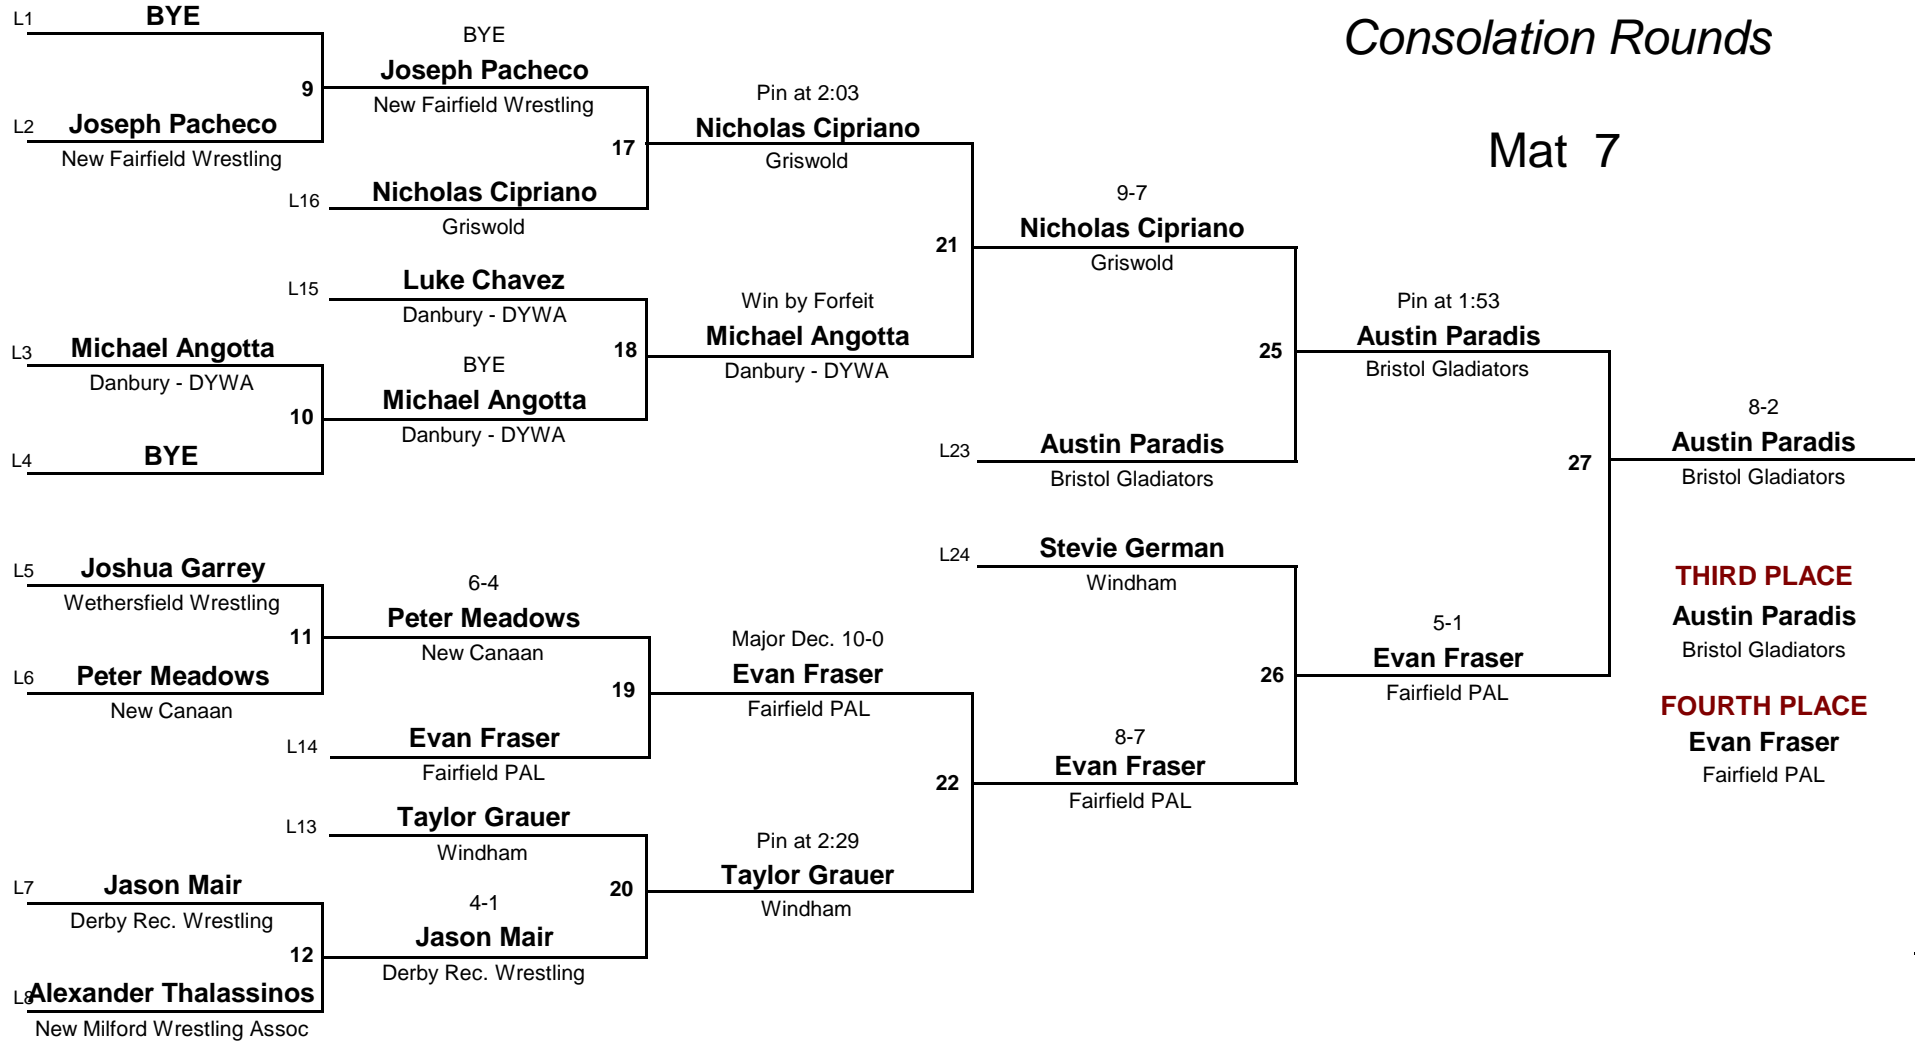 Consolation Rounds
Mat 7
L1 BYE
9
L2 Joseph Pacheco
New Fairfield Wrestling
L3 Michael Angotta
Danbury - DYWA
10
L4 BYE
L5 Joshua Garrey
Wethersfield Wrestling
11
L6 Peter Meadows
New Canaan
L7 Jason Mair
Derby Rec. Wrestling
12
L8 Alexander Thalassinos
New Milford Wrestling Assoc
BYE
Joseph Pacheco
New Fairfield Wrestling
17
L16 Nicholas Cipriano
Griswold
L15 Luke Chavez
Danbury - DYWA
18
BYE
Michael Angotta
Danbury - DYWA
6-4
Peter Meadows
New Canaan
19
L14 Evan Fraser
Fairfield PAL
L13 Taylor Grauer
Windham
20
4-1
Jason Mair
Derby Rec. Wrestling
Pin at 2:03
Nicholas Cipriano
Griswold
21
Win by Forfeit
Michael Angotta
Danbury - DYWA
Major Dec. 10-0
Evan Fraser
Fairfield PAL
22
Pin at 2:29
Taylor Grauer
Windham
9-7
Nicholas Cipriano
Griswold
25
L23 Austin Paradis
Bristol Gladiators
L24 Stevie German
Windham
26
8-7
Evan Fraser
Fairfield PAL
Pin at 1:53
Austin Paradis
Bristol Gladiators
27
5-1
Evan Fraser
Fairfield PAL
8-2
Austin Paradis
Bristol Gladiators
THIRD PLACE
Austin Paradis
Bristol Gladiators
FOURTH PLACE
Evan Fraser
Fairfield PAL